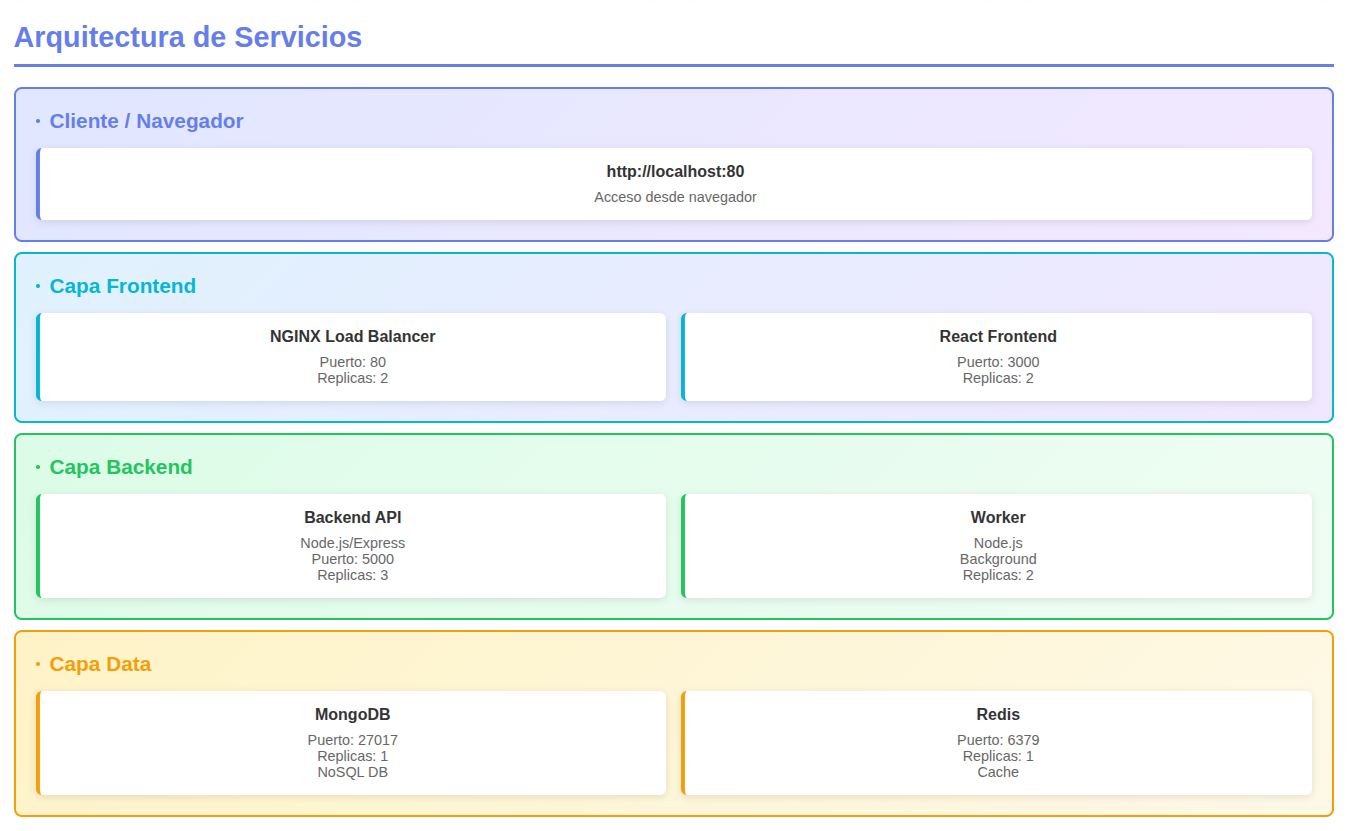 Arquitectura de Servicios
· Cliente / Navegador
http://localhost:80
Acceso desde navegador
· Capa Frontend
NGINX Load Balancer
Puerto: 80
Replicas: 2
React Frontend
Puerto: 3000
Replicas: 2
· Capa Backend
Backend API
Node.js/Express
Puerto: 5000
Replicas: 3
Worker
Node.js
Background
Replicas: 2
· Capa Data
MongoDB
Puerto: 27017
Replicas: 1
NoSQL DB
Redis
Puerto: 6379
Replicas: 1
Cache